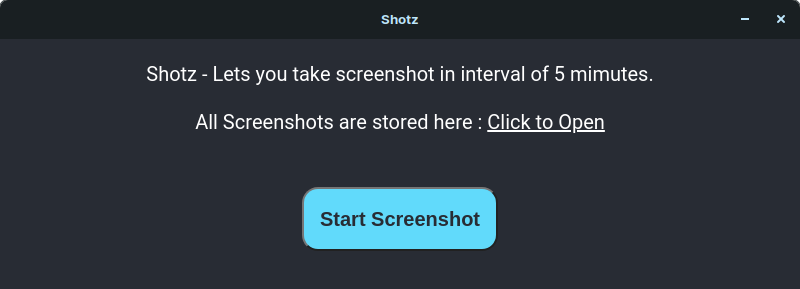 Shotz
Shotz - Lets you take screenshot in interval of 5 mimutes.
All Screenshots are stored here : Click to Open
Start Screenshot